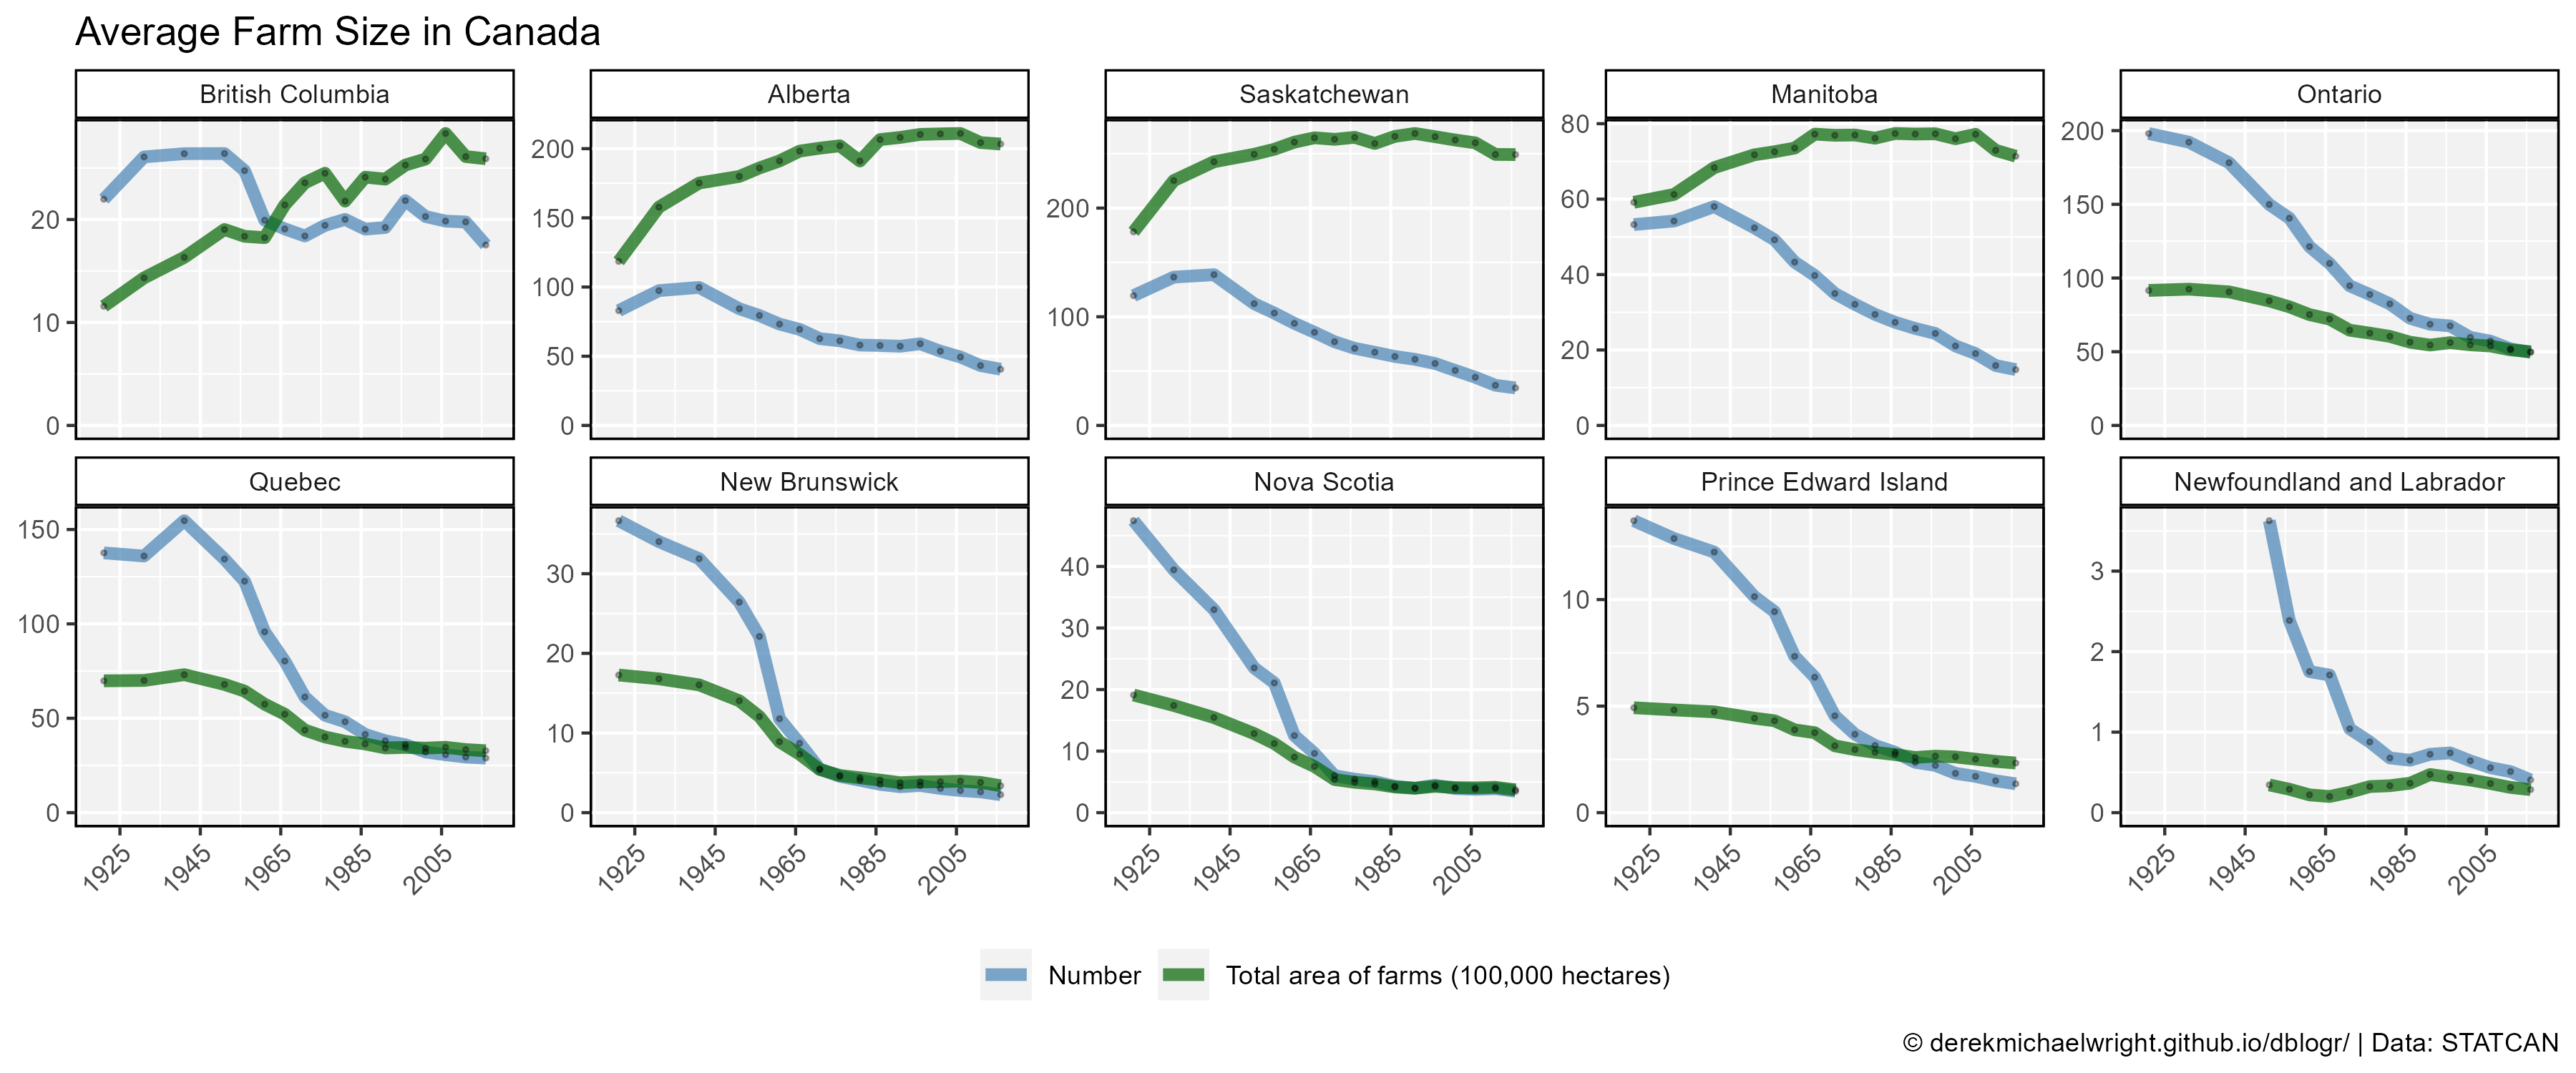 Average Farm Size in Canada
British Columbia
Alberta
Saskatchewan
Manitoba
Ontario
20
10
0
200
150
100
50
0
200
100
0
80
60
40
20
0
200
150
100
50
0
Quebec
New Brunswick
Nova Scotia
Prince Edward Island
Newfoundland and Labrador
150
100
50
0
30
20
10
0
40
30
20
10
0
10
5
0
3
2
1
0
1925 1945 1965 1985 2005
1925 1945 1965 1985 2005
1925 1945 1965 1985 2005
1925 1945 1965 1985 2005
1925 1945 1965 1985 2005
Number Total area of farms (100,000 hectares)
© derekmichaelwright.github.io/dblogr/ | Data: STATCAN